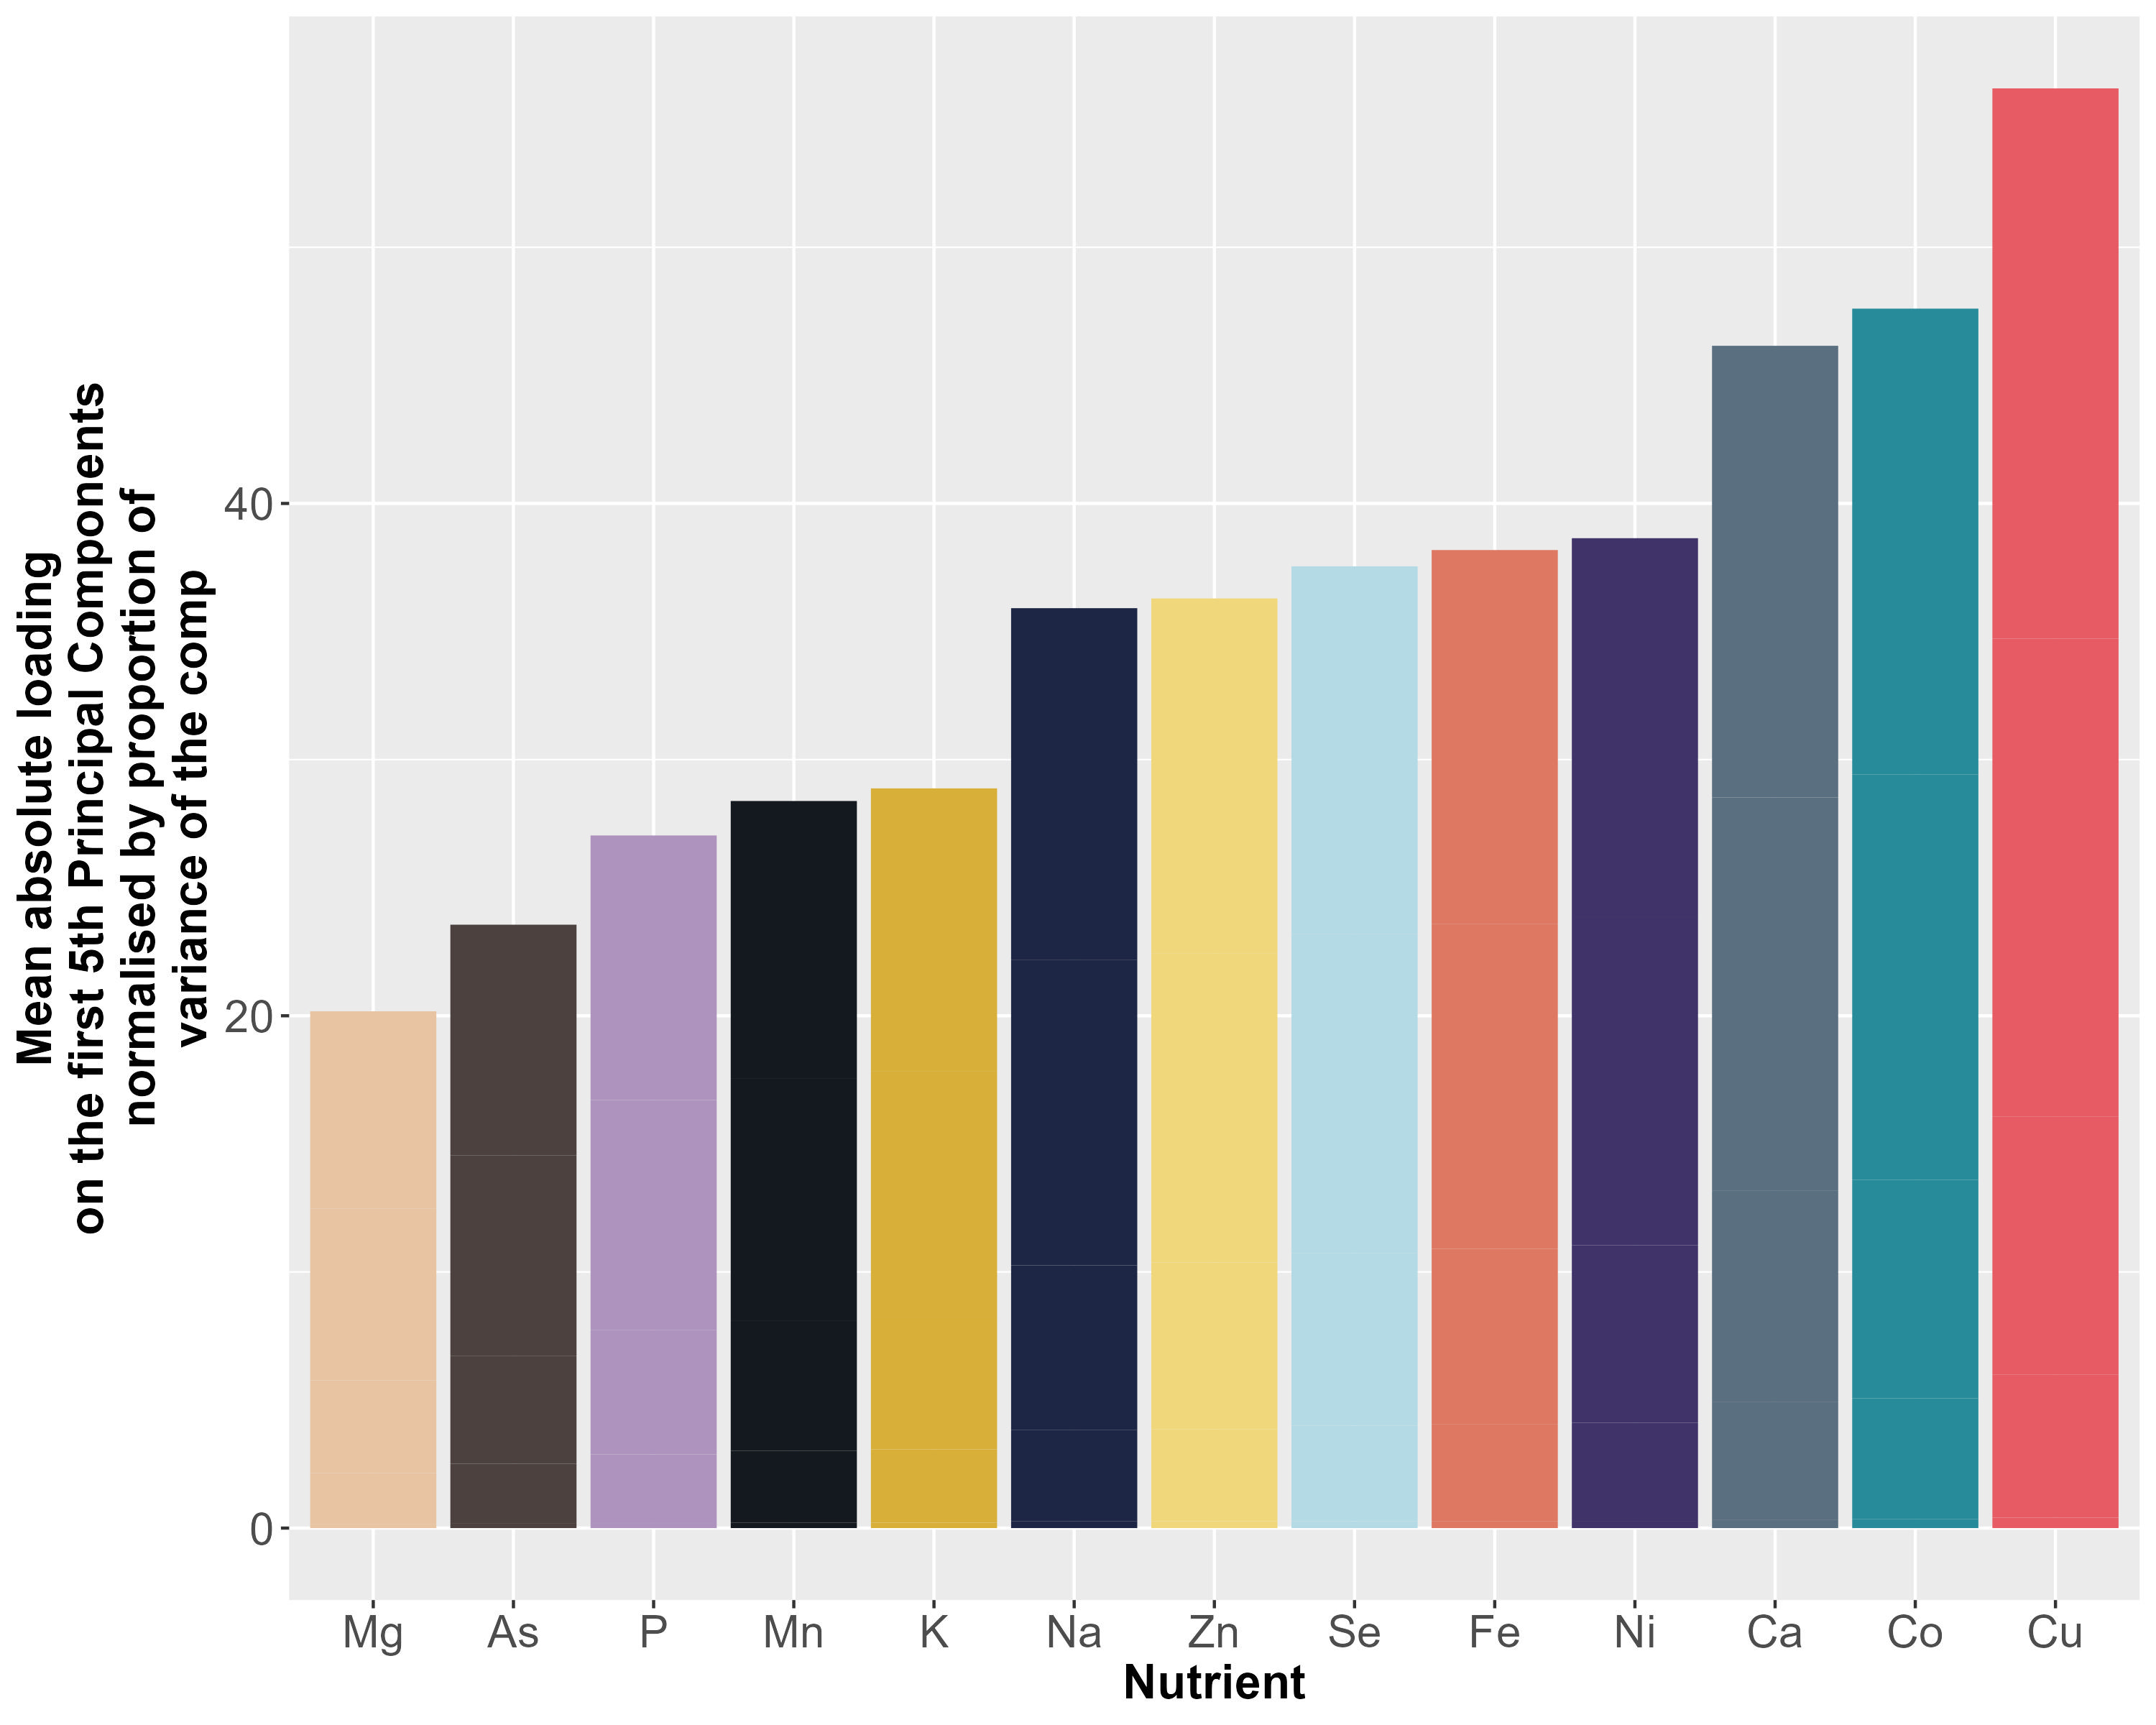 Mean absolute loading
on the first 5th Principal Components
normalised by proportion of
variance of the comp
40
20
0
Mg As P Mn K Na Zn Se Fe Ni Ca Co Cu
Nutrient